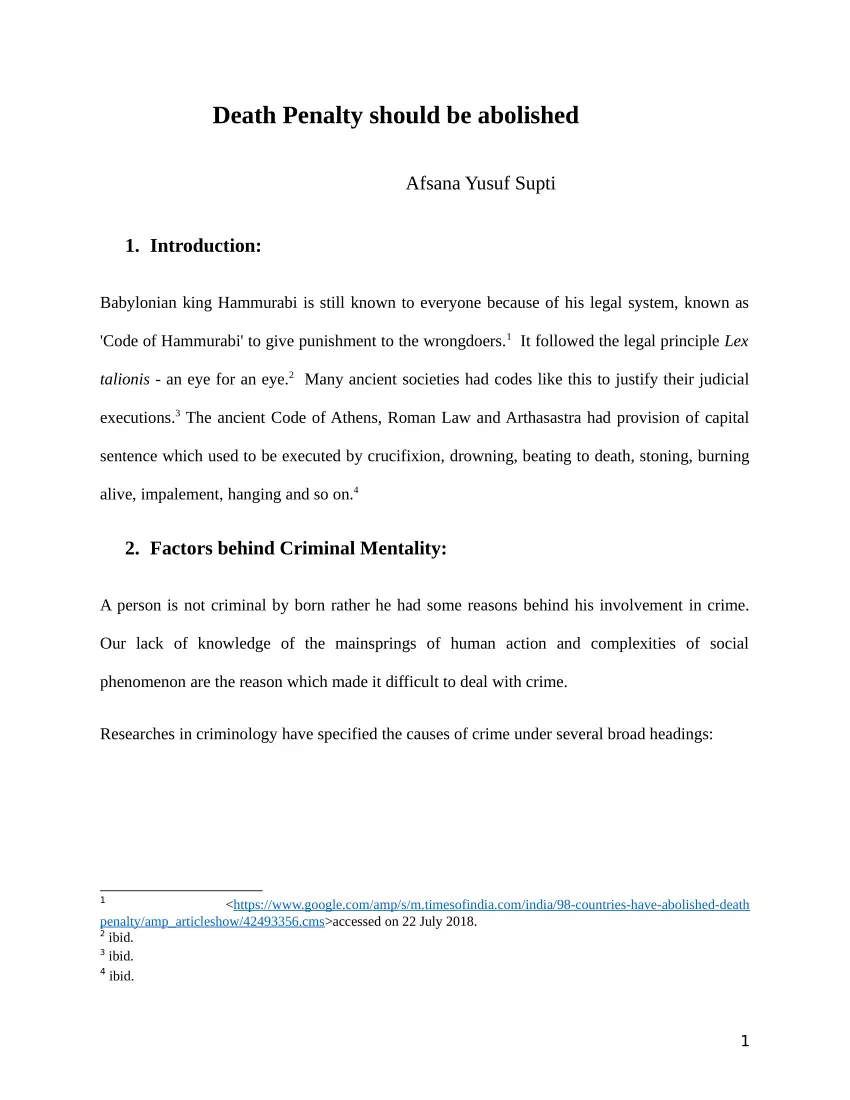 Death Penalty should be abolished
Afsana Yusuf Supti
1. Introduction:
Babylonian king Hammurabi is still known to everyone because of his legal system, known as
'Code of Hammurabi' to give punishment to the wrongdoers.1 It followed the legal principle Lex
talionis - an eye for an eye.2 Many ancient societies had codes like this to justify their judicial
executions.3 The ancient Code of Athens, Roman Law and Arthasastra had provision of capital
sentence which used to be executed by crucifixion, drowning, beating to death, stoning, burning
alive, impalement, hanging and so on.4
2. Factors behind Criminal Mentality:
A person is not criminal by born rather he had some reasons behind his involvement in crime.
Our lack of knowledge of the mainsprings of human action and complexities of social
phenomenon are the reason which made it difficult to deal with crime.
Researches in criminology have specified the causes of crime under several broad headings:
1 <https://www.google.com/amp/s/m.timesofindia.com/india/98-countries-have-abolished-death
penalty/amp_articleshow/42493356.cms>accessed on 22 July 2018.
2 ibid.
3 ibid.
4 ibid.
1